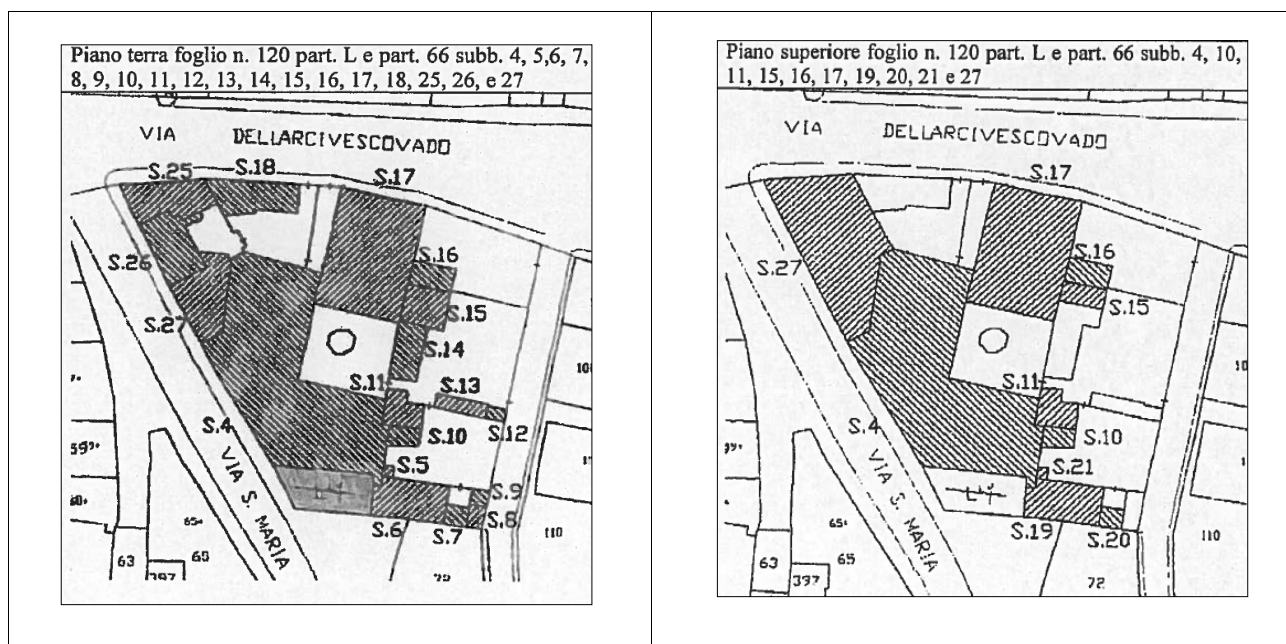 Piano terra foglio n. 120 part. L e part. 66 subb. 4, 5,6, 7,
8, 9, 10, 11, 12, 13, 14, 15, 16, 17, 18, 25, 26, e 27
VIA DELLARCIVESCOVADO
S.25
S.18
S.17
S.16
S.26
S.15
S.27
S.14
S.11
S.13
S.12
S.4
S.10
VIA S. MARIA
S.5
S.9
S.8
S.6
S.7
110
65
63
397
Piano superiore foglio n. 120 part. L e part. 66 subb. 4, 10,
11, 15, 16, 17, 19, 20, 21 e 27
VIA DELLARCIVESCOVADO
S.17
S.16
S.27
S.15
S.11
S.4
S.10
VIA S. MARIA
S.21
S.19
S.20
110
65
63
397
72